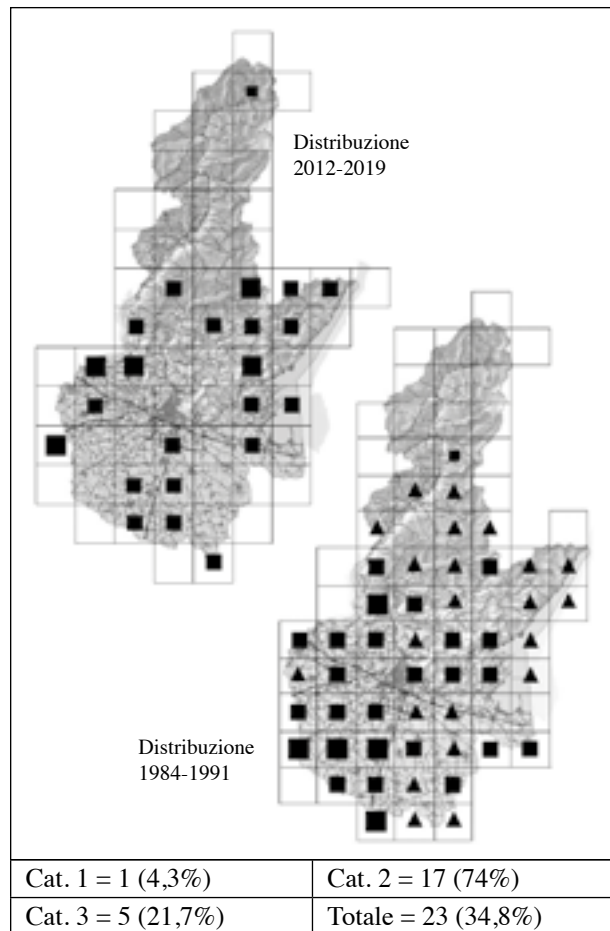 Distribuzione
2012-2019
Distribuzione
1984-1991
Cat. 1 = 1 (4,3%)
Cat. 2 = 17 (74%)
Cat. 3 = 5 (21,7%)
Totale = 23 (34,8%)